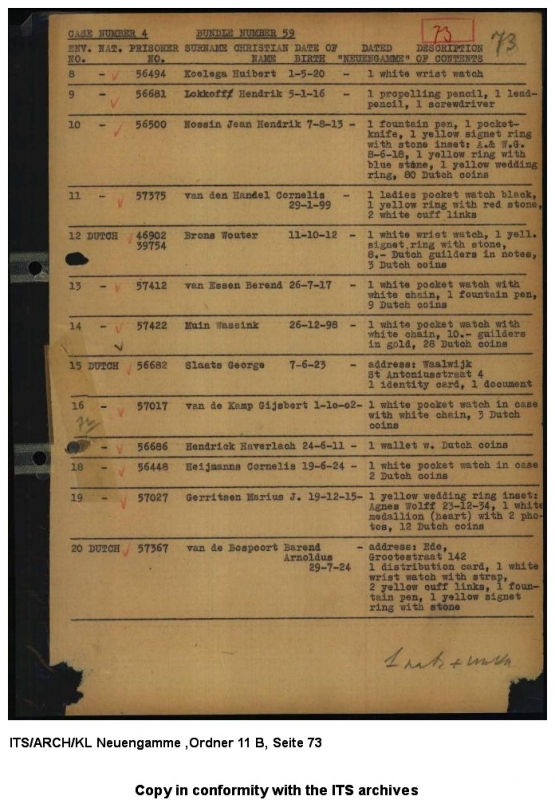 73
CASE NUMBER 4 BUNDLE NUMBER 59 73
ENV. NAT. PRISONER SURNAME CHRISTIAN DATE OF DATED DESCRIPTION
NO. NO. NAME BIRTH "NEUENGAMME" OF CONTENTS
8 - 56494 Koelega Huibert 1-5-20 - 1 white wrist watch
9 - 56681 Lokkoff Hendrik 5-1-16 - 1 propelling pencil, 1 lead-
pencil, 1 screwdriver
10 - 56500 Nossin Jean Hendrik 7-8-13 - 1 fountain pen, 1 pocket-
knife, 1 yellow signet ring
with stone inset: A.& W.G.
8-6-18, 1 yellow ring with
blue stone, 1 yellow wedding
ring, 80 Dutch coins
11 - 57375 van den Handel Cornelis - 1 ladies pocket watch black,
29-1-99 1 yellow ring with red stone,
2 white cuff links
12 DUTCH 46902 Brons Wouter 11-10-12 - 1 white wrist watch, 1 yell.
39754 signet ring with stone,
8.- Dutch guilders in notes,
3 Dutch coins
13 - 57412 van Essen Berend 26-7-17 - 1 pocket watch with
white chain, 1 fountain pen,
9 Dutch coins
14 - 57422 Muin Wassink 26-12-98 - 1 pocket watch with
white chain, 10.- guilders
in gold, 28 Dutch coins
15 DUTCH 56682 Slaats George 7-6-23 - address: Waalwijk
St Antoniusstraat 4
1 identity card, 1 document
16 - 57017 van de Kamp Gijsbert 1-10-02- 1 white pocket watch in case
with white chain, 3 Dutch
coins
- 56686 Hendrick Haverlach 24-6-11 - 1 wallet w. Dutch coins
18 - 56448 Heijmanns Cornelis 19-6-24 - 1 white pocket watch in case
2 Dutch coins
19 - 57027 Gerritsen Marius J. 19-12-15- 1 yellow wedding ring inset:
Agnes Wolff 23-12-34, 1 white
medallion (heart) with 2 pho-
tos, 12 Dutch coins
20 DUTCH 57367 van de Bospoort Barend - address: Ede,
Arnoldus Grootestraat 142
29-7-24 1 distribution card, 1 white
wrist watch with strap,
2 yellow cuff links, 1 foun-
tain pen, 1 yellow signet
ring with stone
ITS/ARCH/KL Neuengamme ,Ordner 11 B, Seite 73
Copy in conformity with the ITS archives